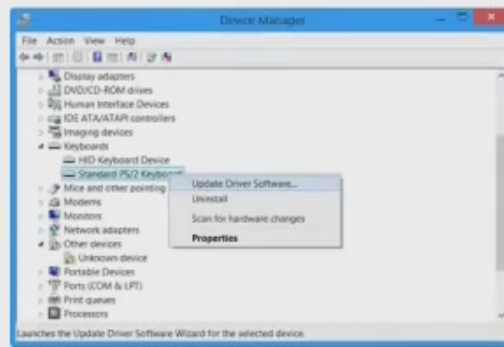 Device Manager
File Action View Help
Display adapters
DVD/CD-ROM drives
Human Interface Devices
IDE ATA/ATAPI controllers
Imaging devices
Keyboards
HID Keyboard Device
Standard PS/2 Keyboard
Update Driver Software...
Mice and other pointing
Uninstall
Modems
Scan for hardware changes
Monitors
Properties
Network adapters
Other devices
Unknown device
Portable Devices
Ports (COM & LPT)
Print queues
Processors
Launches the Update Driver Software Wizard for the selected device.